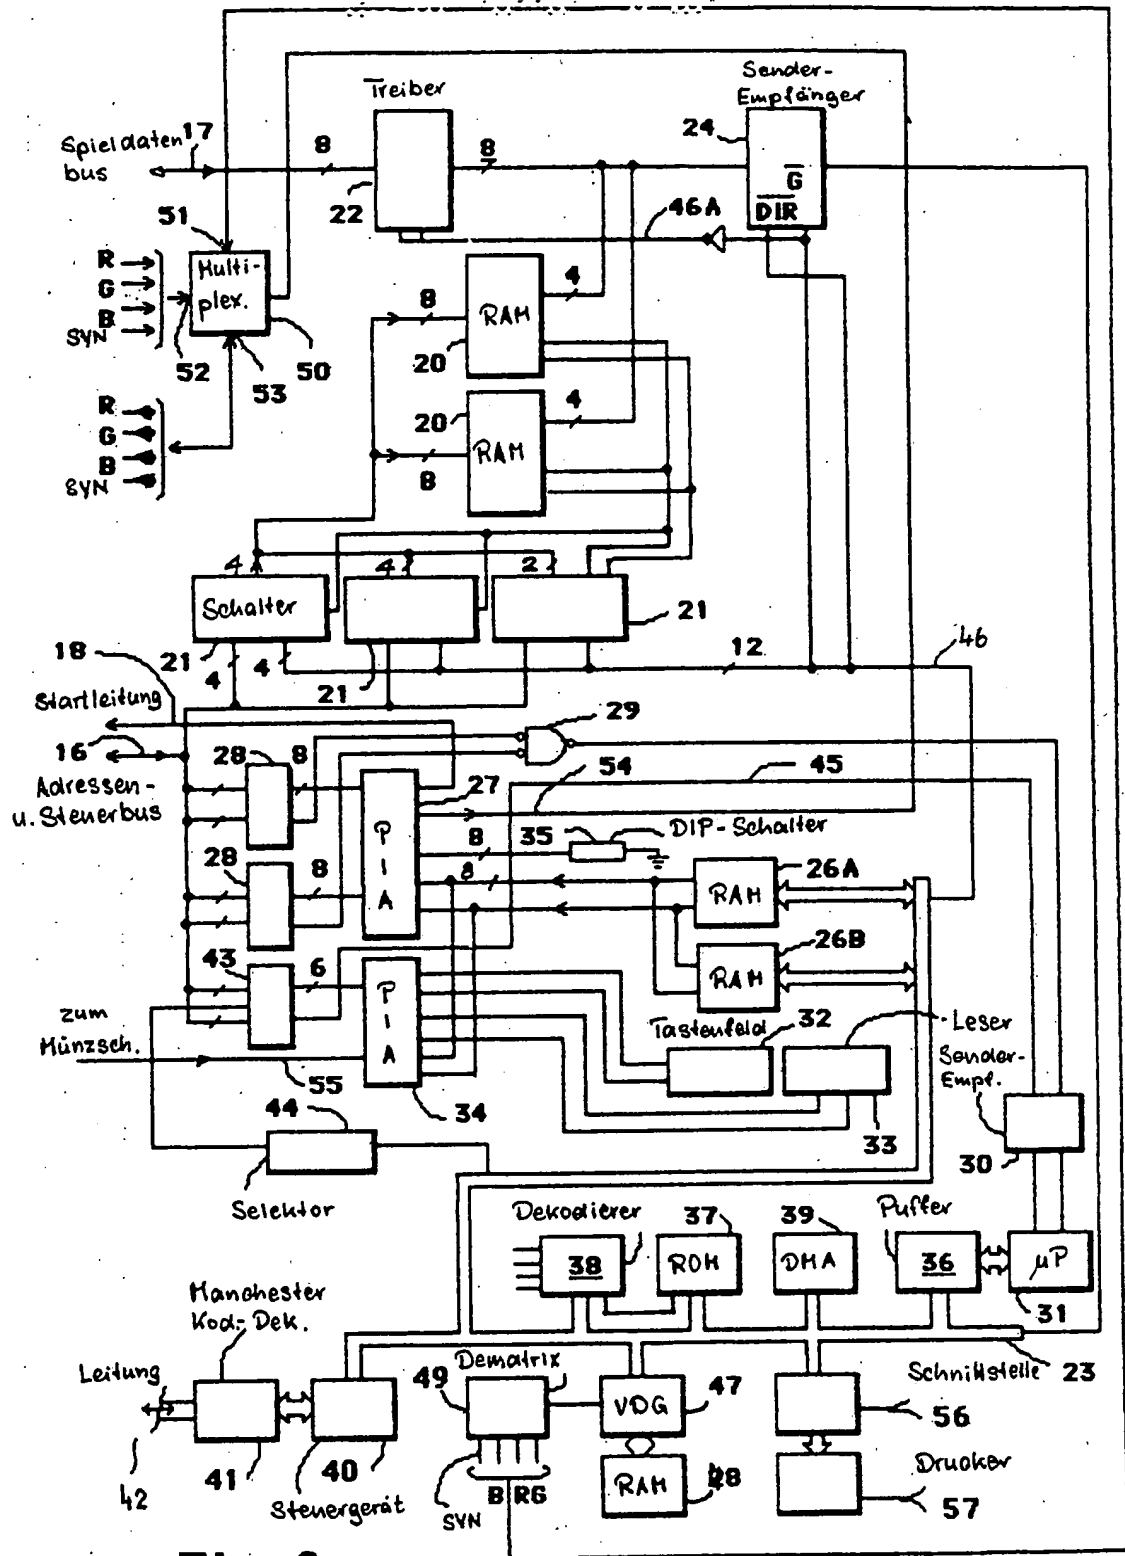 Treiber
Sender-
Empfänger
Spieldaten 17
bus
8
8
24
G
DIR
22
46A
51
R
G
B
SYN
Multi-
plex.
52
53
50
8
RAM
4
20
20
RAM
4
8
R
G
B
SYN
4
4
2
Schalter
21
18
21
4
4
21
12
46
Startleitung
16
Adressen-
u. Steuerbus
28
8
29
27
54
45
PIA
8
35
DIP-Schalter
28
8
8
RAM
26A
26B
RAM
43
6
PIA
zum
Münzsch.
55
34
Tastenfeld
32
Leser
33
Sender-
Empf.
30
44
Selektor
Dekodierer
38
37
ROM
39
DMA
Puffer
36
µP
31
Manchester
Kod-Dek.
Leitung
42
41
40
Steuergerät
Dematrix
49
SYN
B RG
VDG
47
RAM
28
Schnittstelle 23
56
Drucker
57